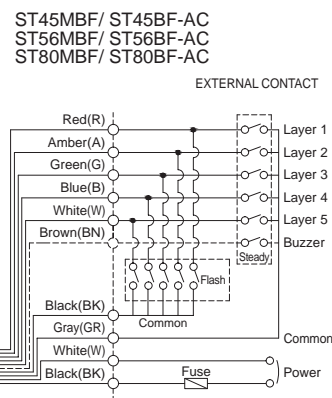 ST45MBF/ ST45BF-AC
ST56MBF/ ST56BF-AC
ST80MBF/ ST80BF-AC
EXTERNAL CONTACT
Red(R)
Layer 1
Amber(A)
Layer 2
Green(G)
Layer 3
Blue(B)
Layer 4
White(W)
Layer 5
Brown(BN)
Buzzer
Steady
Flash
Black(BK)
Common
Gray(GR)
Common
White(W)
Power
Black(BK)
Fuse